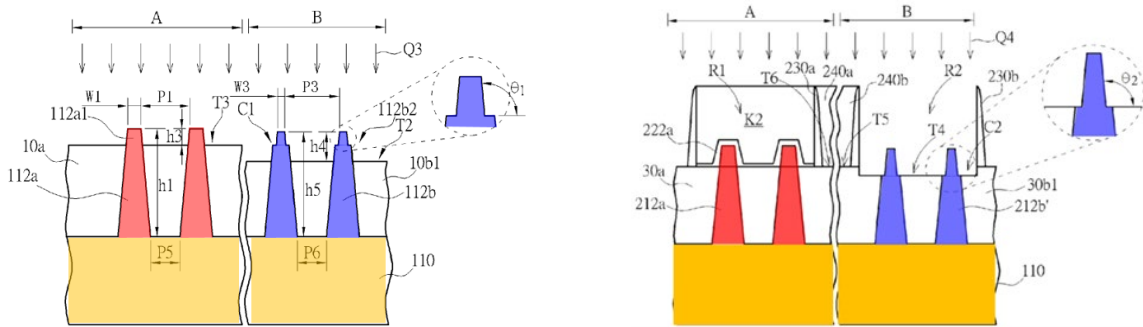 A
B
Q3
W1
P1
T3
W3
P3
C1
112b2
T2
θ1
112a1
h3
h4
10a
h1
h5
10b1
112a
112b
P5
P6
110
A
B
Q4
R1
T6
230a
240a
240b
R2
230b
θ2
K2
T5
T4
C2
222a
30a
30b1
212a
212b'
110